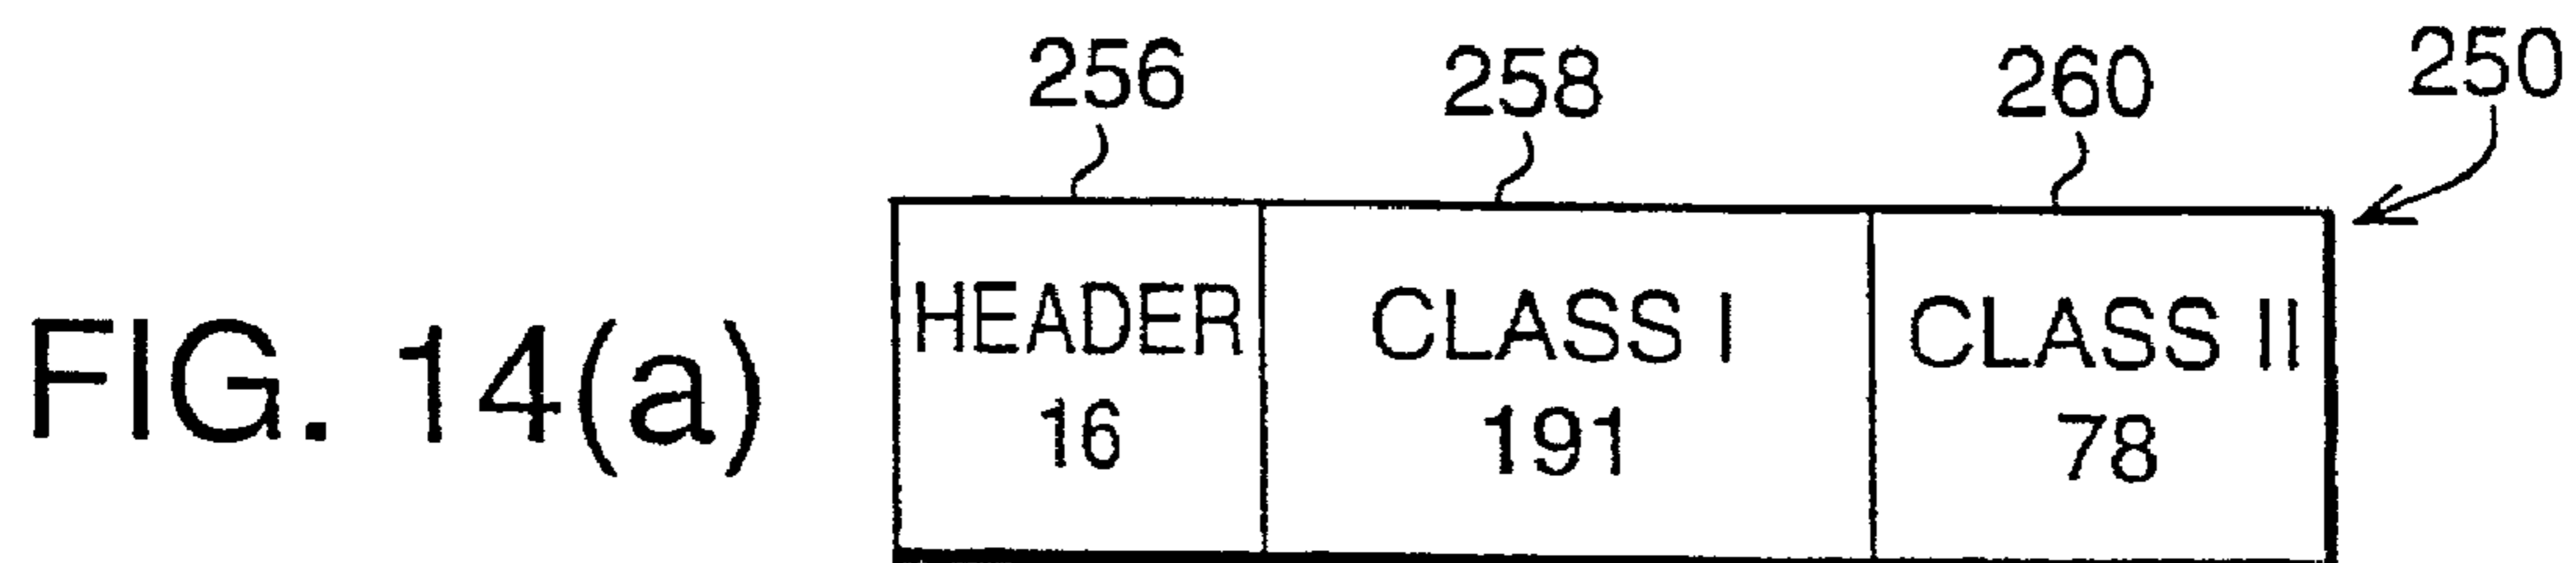 256 258 260 250
HEADER CLASS I CLASS II
FIG. 14(a)
16 191 78